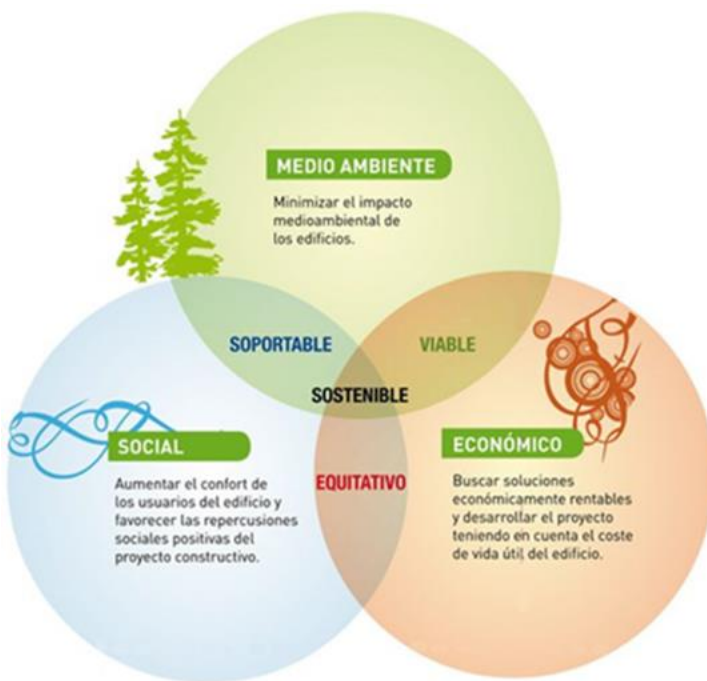 MEDIO AMBIENTE
Minimizar el impacto
medioambiental de
los edificios.
SOPORTABLE
VIABLE
SOSTENIBLE
SOCIAL
Aumentar el confort de
los usuarios del edificio y
favorecer las repercusiones
sociales positivas del
proyecto constructivo.
EQUITATIVO
ECONÓMICO
Buscar soluciones
económicamente rentables
y desarrollar el proyecto
teniendo en cuenta el coste
de vida útil del edificio.